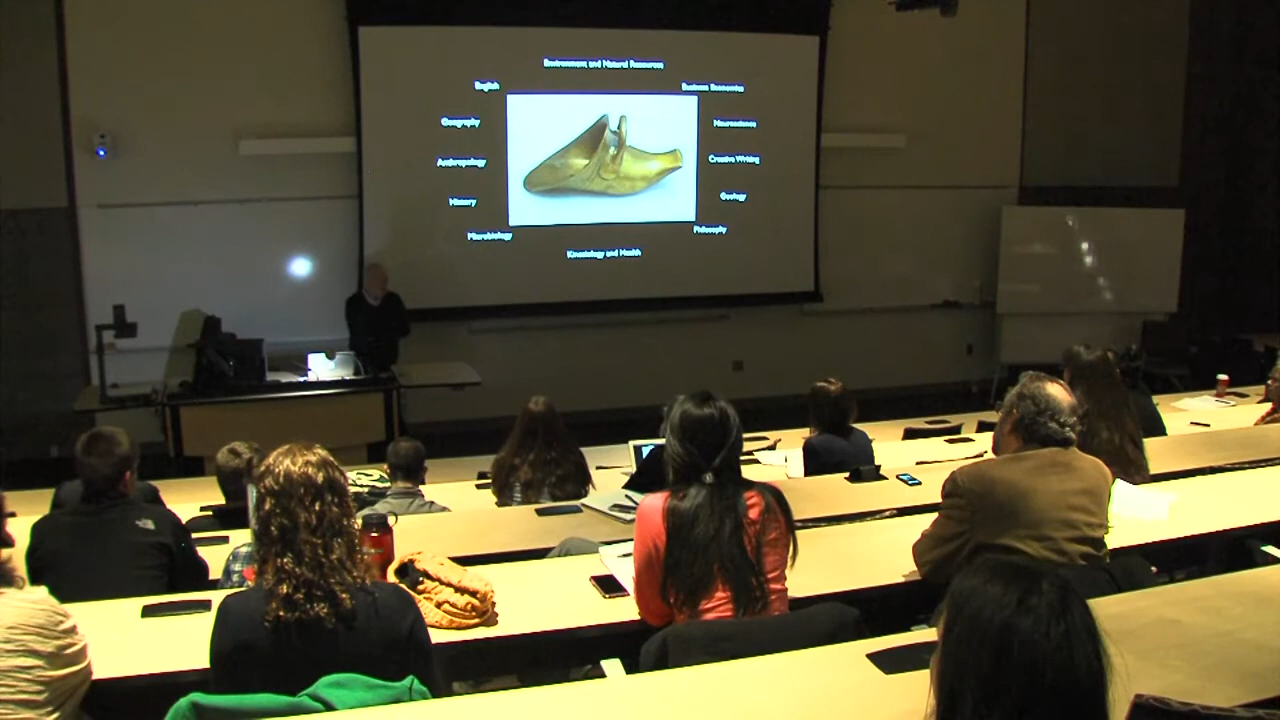 Environment and Natural Resources
English
Business Economics
Geography
Neuroscience
Anthropology
Creative Writing
History
Geology
Microbiology
Philosophy
Kinesiology and Health